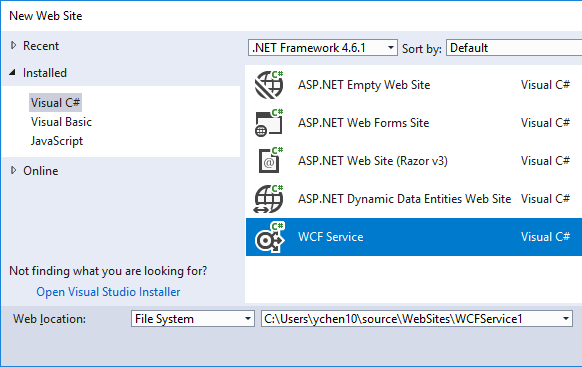 New Web Site
Recent
.NET Framework 4.6.1 Sort by: Default
Installed
Visual C#
Visual Basic
JavaScript
Online
C# ASP.NET Empty Web Site Visual C#
C# ASP.NET Web Forms Site Visual C#
C# @ ASP.NET Web Site (Razor v3) Visual C#
C# ASP.NET Dynamic Data Entities Web Site Visual C#
C# WCF Service Visual C#
Not finding what you are looking for?
Open Visual Studio Installer
Web location: File System C:\Users\ychen10\source\WebSites\WCFService1